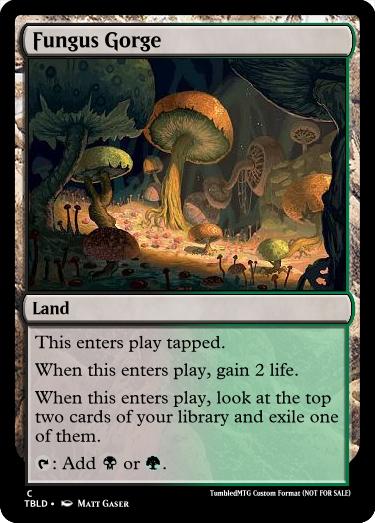 Fungus Gorge
Land
This enters play tapped.
When this enters play, gain 2 life.
When this enters play, look at the top
two cards of your library and exile one
of them.
: Add or .
C
TBLD • Matt Gaser
TumbledMTG Custom Format (NOT FOR SALE)